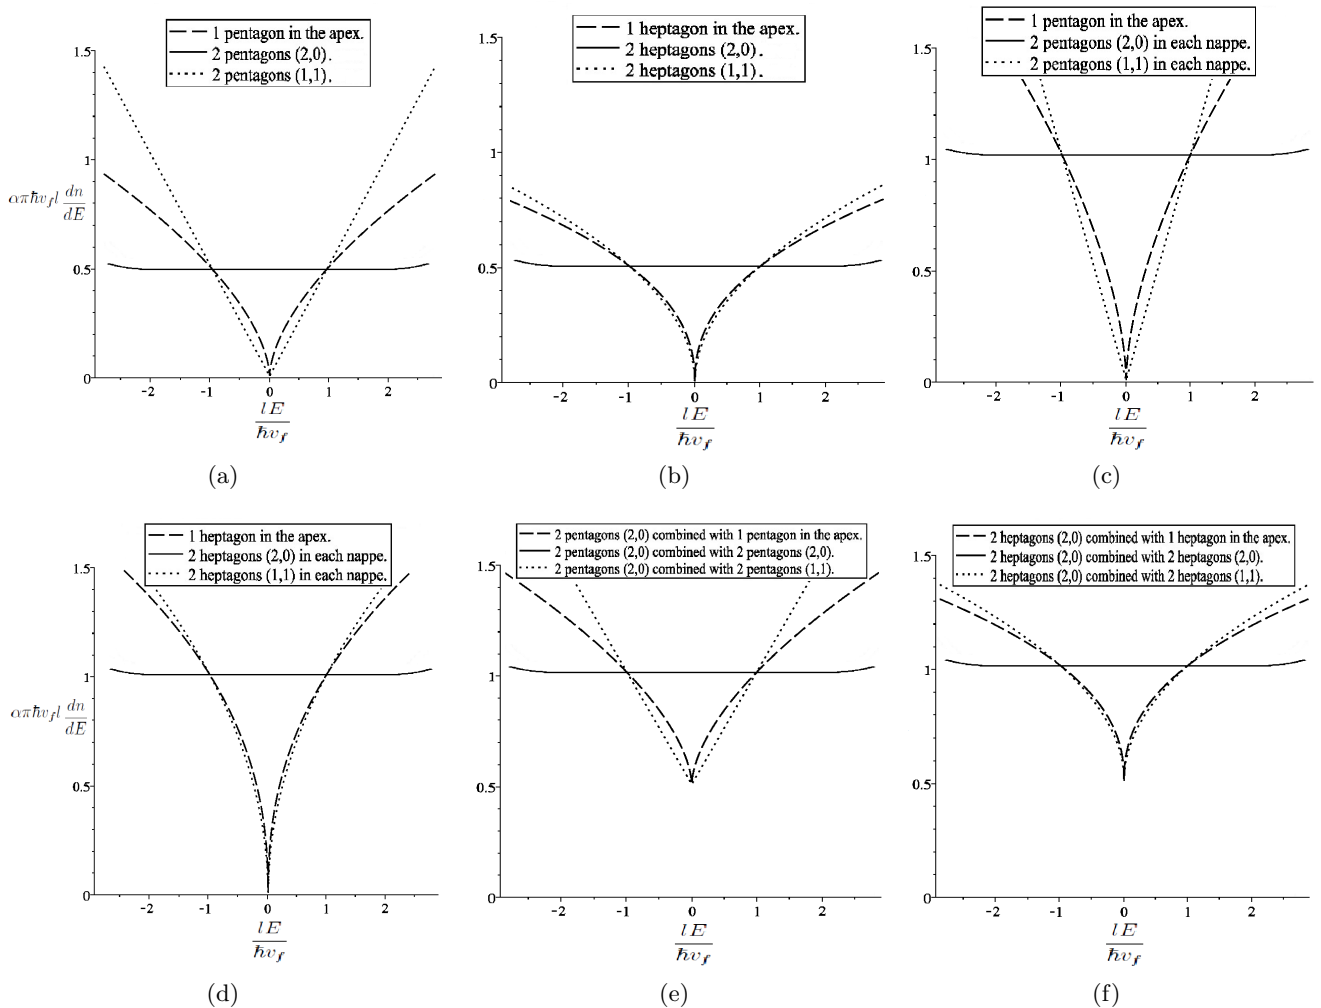 1 pentagon in the apex.
2 pentagons (2,0).
2 pentagons (1,1).
1.5
1
0.5
0
απℏv_f l dn/dE
-2 -1 0 1 2
lE/ℏv_f
(a)
1 heptagon in the apex.
2 heptagons (2,0).
2 heptagons (1,1).
1.5
1
0.5
0
-2 -1 0 1 2
lE/ℏv_f
(b)
1 pentagon in the apex.
2 pentagons (2,0) in each nappe.
2 pentagons (1,1) in each nappe.
1.5
1
0.5
0
-2 -1 0 1 2
lE/ℏv_f
(c)
1 heptagon in the apex.
2 heptagons (2,0) in each nappe.
2 heptagons (1,1) in each nappe.
1.5
1
0.5
0
απℏv_f l dn/dE
-2 -1 0 1 2
lE/ℏv_f
(d)
2 pentagons (2,0) combined with 1 pentagon in the apex.
2 pentagons (2,0) combined with 2 pentagons (2,0).
2 pentagons (2,0) combined with 2 pentagons (1,1).
1.5
1
0.5
0
-2 -1 0 1 2
lE/ℏv_f
(e)
2 heptagons (2,0) combined with 1 heptagon in the apex.
2 heptagons (2,0) combined with 2 heptagons (2,0).
2 heptagons (2,0) combined with 2 heptagons (1,1).
1.5
1
0.5
0
-2 -1 0 1 2
lE/ℏv_f
(f)